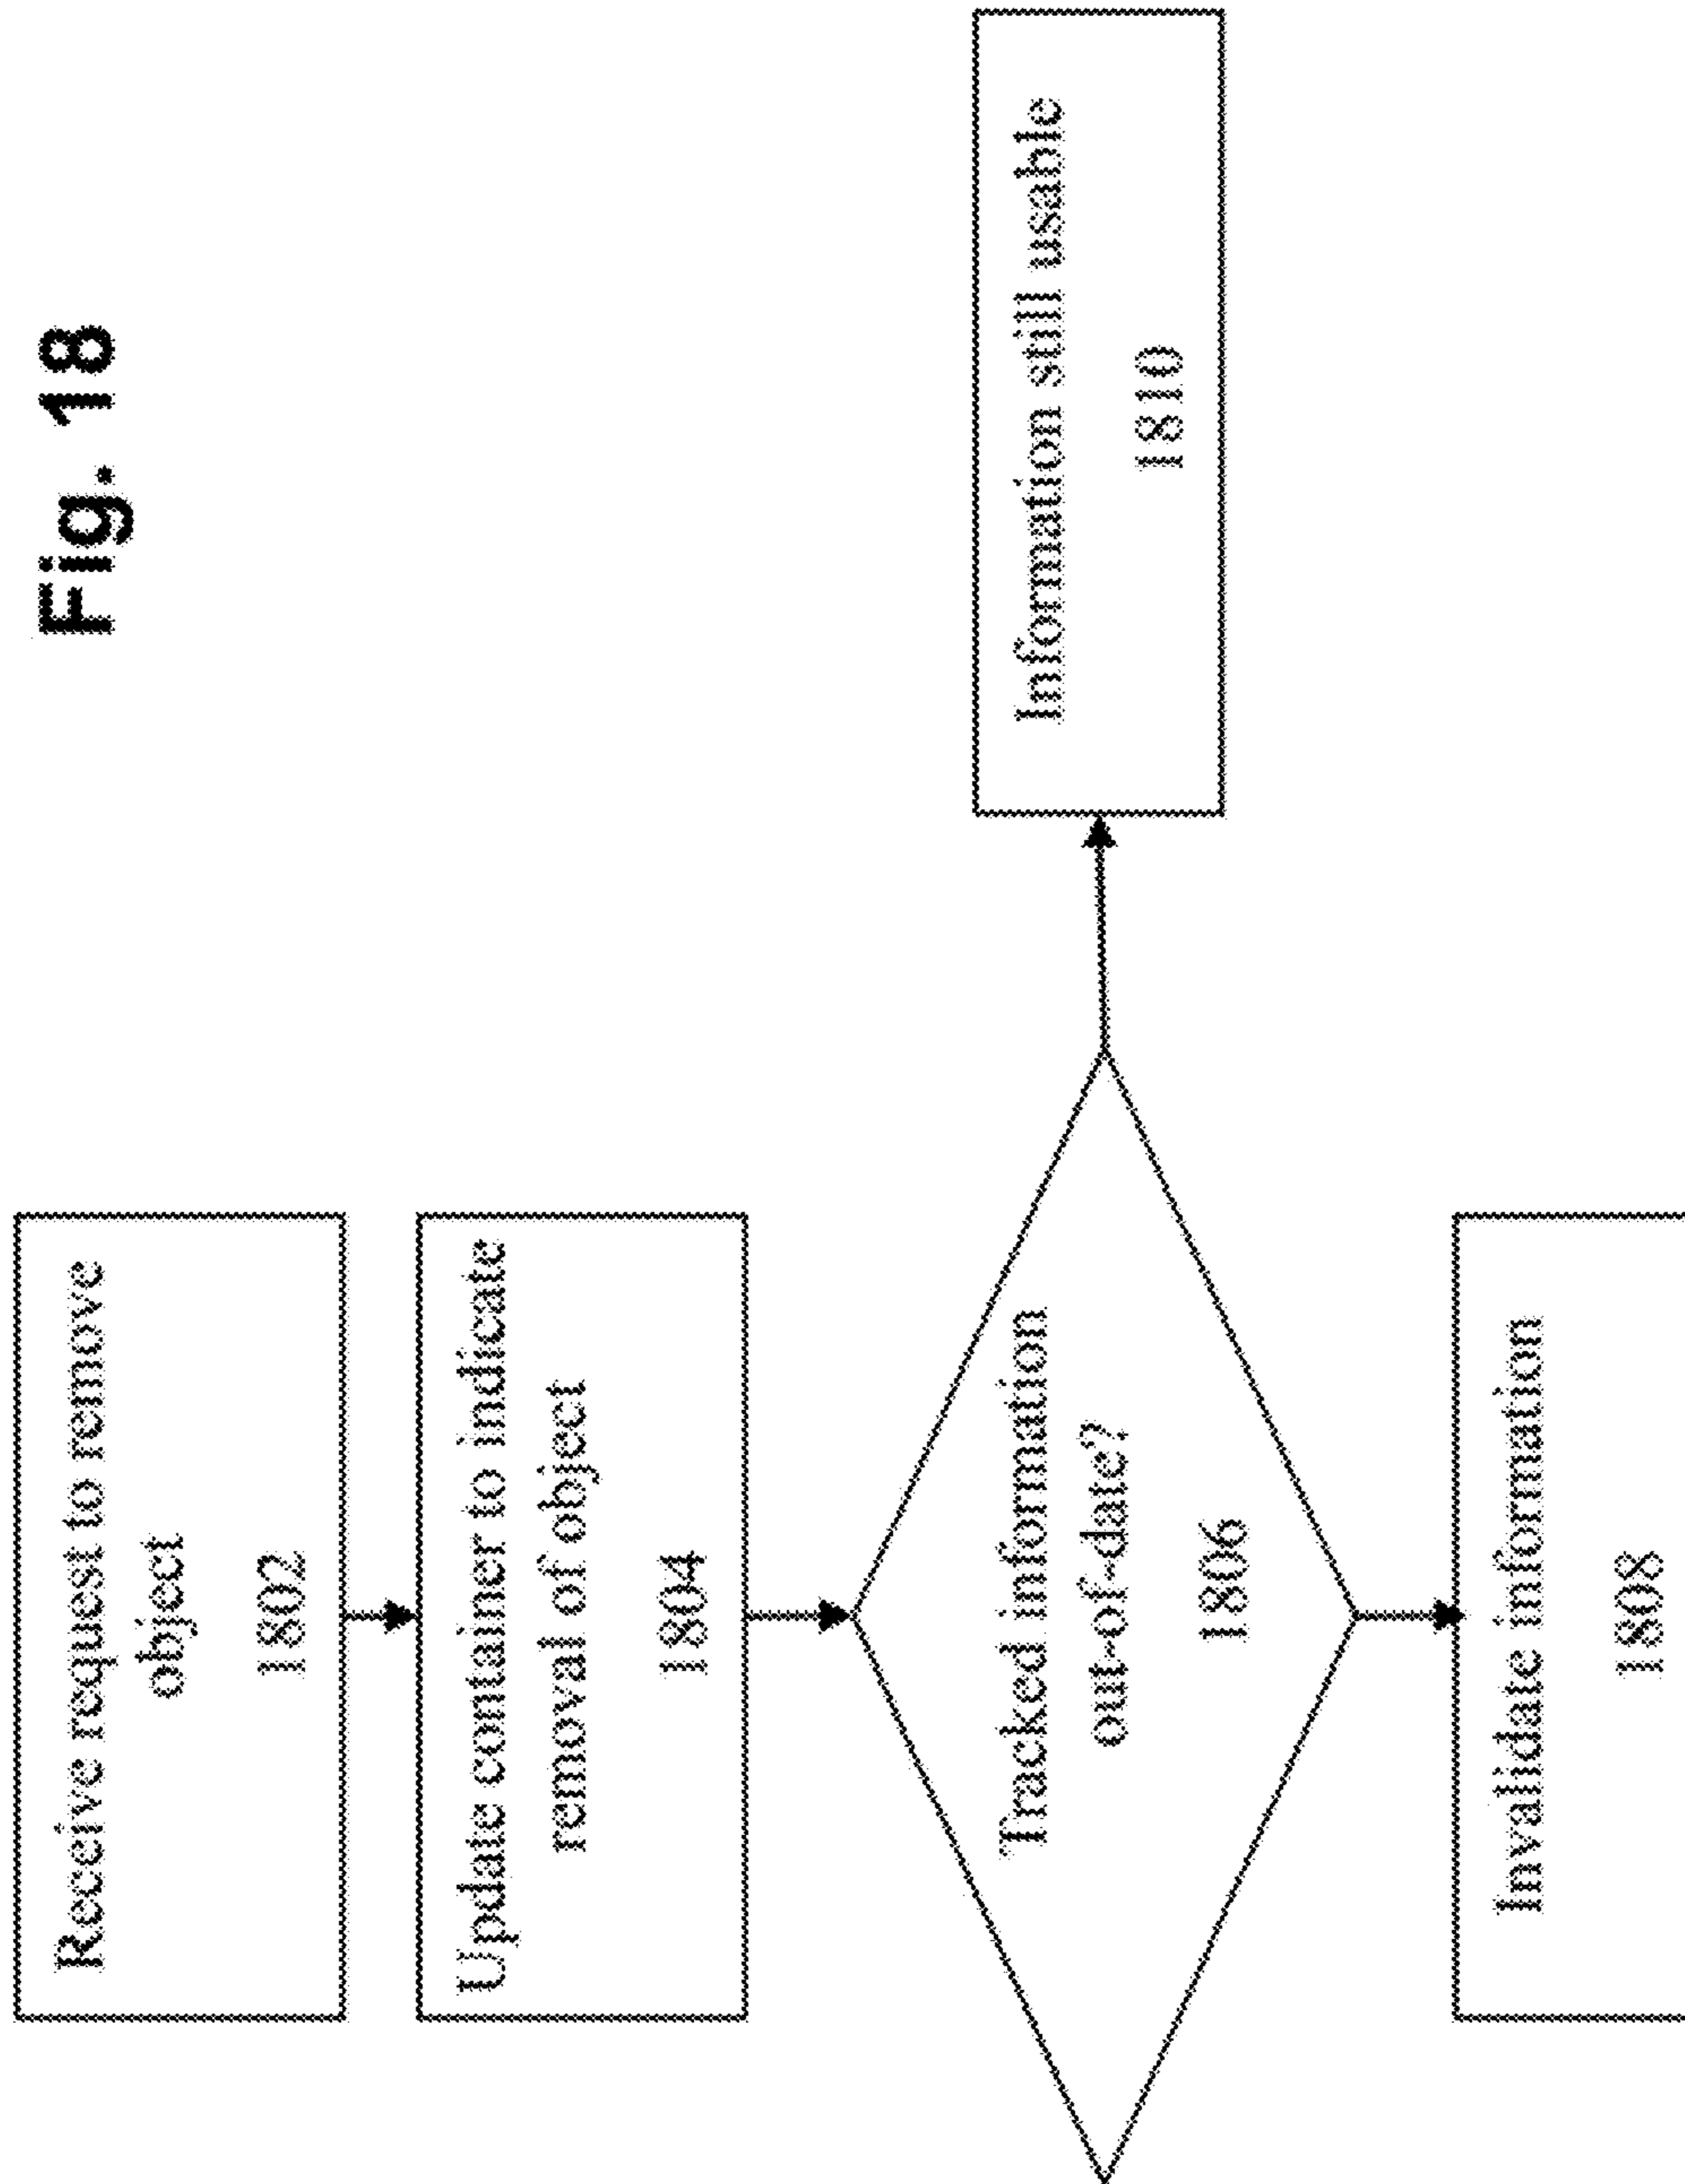 Fig. 18
Receive request to remove
object
1802
Update container to indicate
removal of object
1804
Tracked information
out-of-date?
1806
Information still usable
1810
Invalidate information
1808